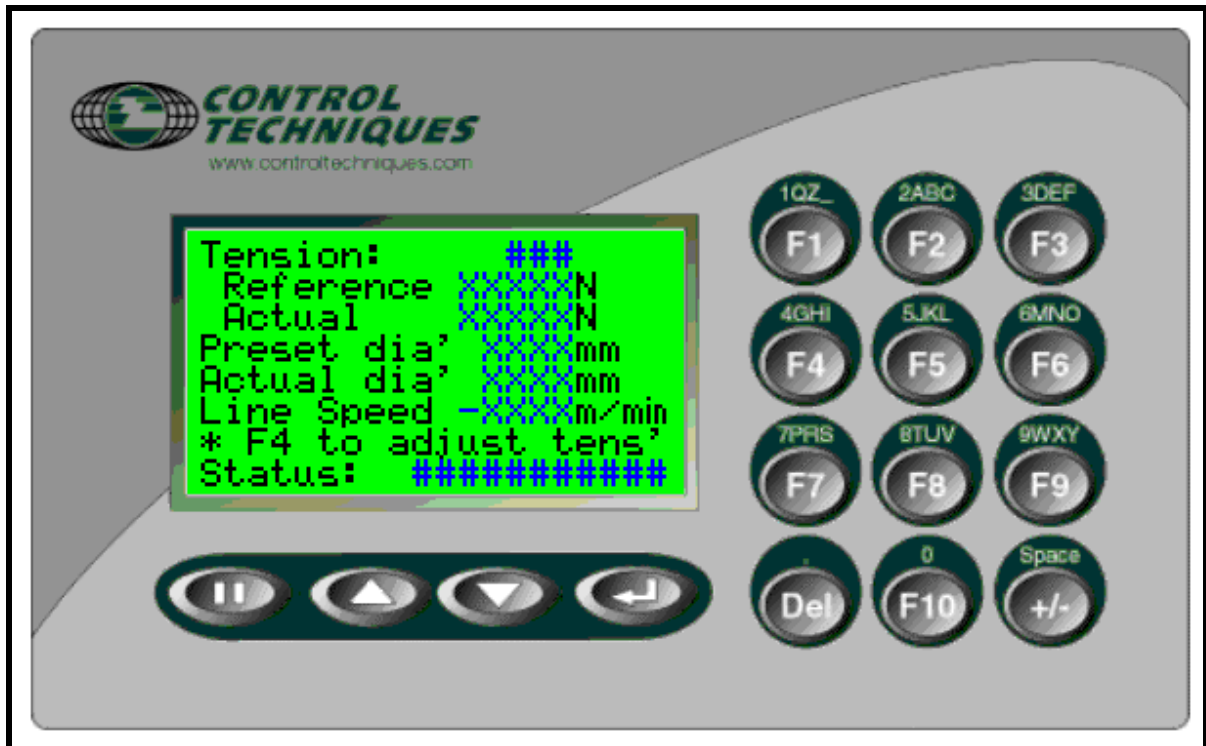 CONTROL
TECHNIQUES
www.controltechniques.com
Tension: ###
Reference XXXXXN
Actual XXXXXN
Preset dia' XXXXmm
Actual dia' XXXXmm
Line Speed -XXXXm/min
* F4 to adjust tens'
Status: ###########
1QZ_ 2ABC 3DEF
F1 F2 F3
4GHI 5JKL 6MNO
F4 F5 F6
7PRS 8TUV 9WXY
F7 F8 F9
. 0 Space
Del F10 +/-